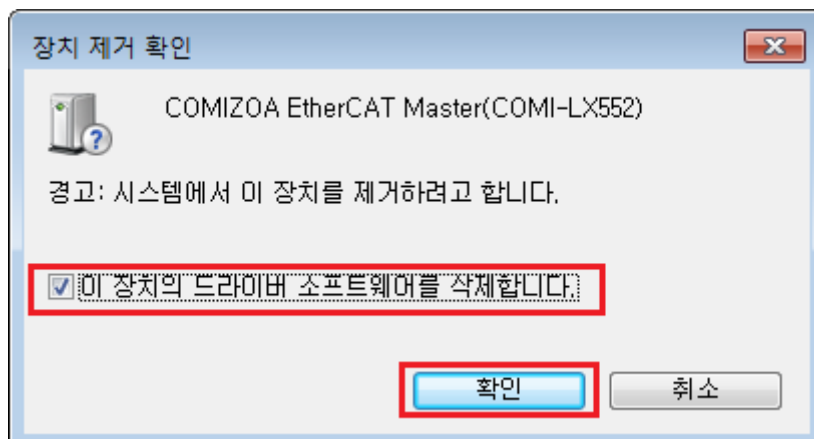 장치 제거 확인
COMIZOA EtherCAT Master(COMI-LX552)
경고: 시스템에서 이 장치를 제거하려고 합니다.
이 장치의 드라이버 소프트웨어를 삭제합니다.
확인
취소